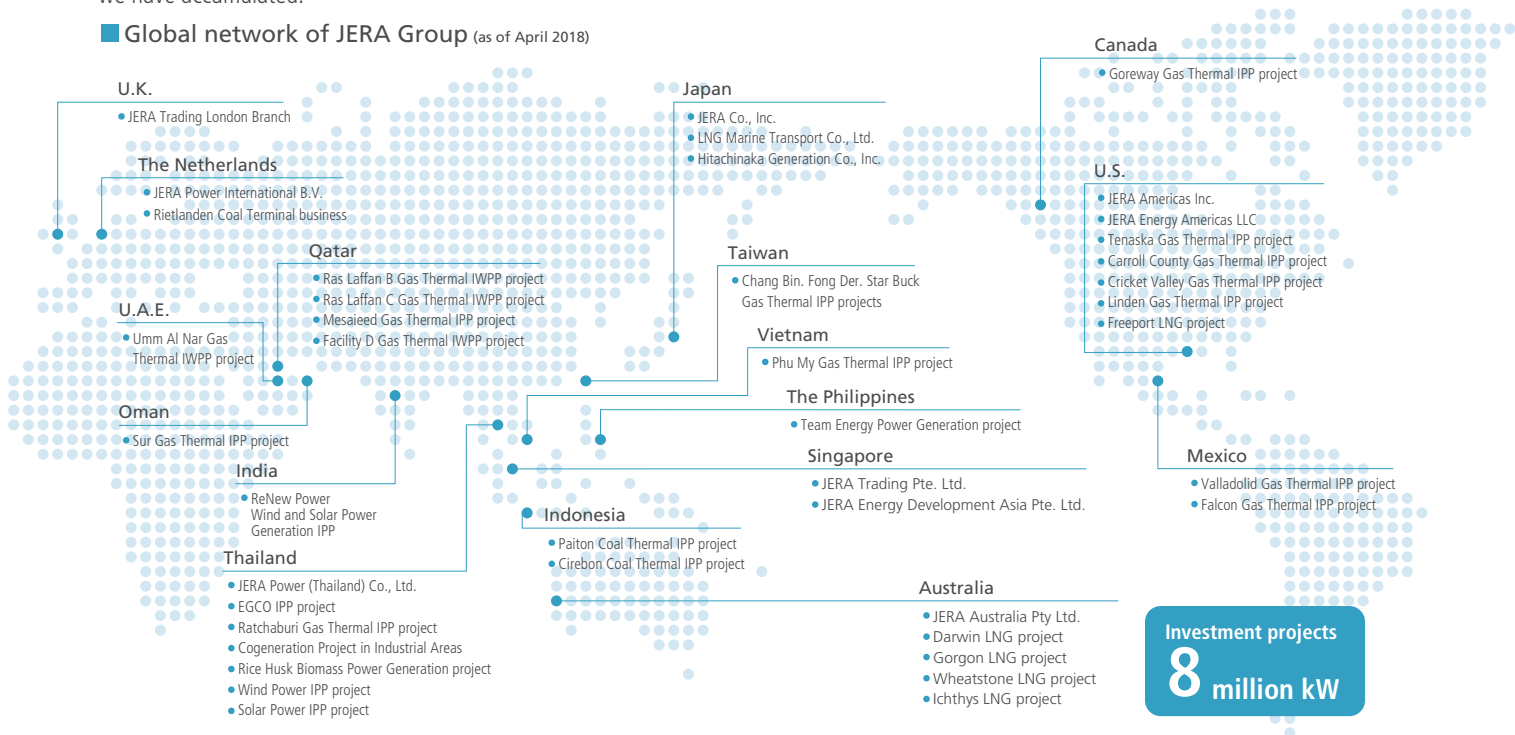 we have accumulated.
Global network of JERA Group (as of April 2018)
U.K.
JERA Trading London Branch
The Netherlands
JERA Power International B.V.
Rietlanden Coal Terminal business
Qatar
Ras Laffan B Gas Thermal IWPP project
Ras Laffan C Gas Thermal IWPP project
Mesaieed Gas Thermal IPP project
Facility D Gas Thermal IWPP project
U.A.E.
Umm Al Nar Gas
Thermal IWPP project
Oman
Sur Gas Thermal IPP project
India
ReNew Power
Wind and Solar Power
Generation IPP
Thailand
JERA Power (Thailand) Co., Ltd.
EGCO IPP project
Ratchaburi Gas Thermal IPP project
Cogeneration Project in Industrial Areas
Rice Husk Biomass Power Generation project
Wind Power IPP project
Solar Power IPP project
Japan
JERA Co., Inc.
LNG Marine Transport Co., Ltd.
Hitachinaka Generation Co., Inc.
Taiwan
Chang Bin. Fong Der. Star Buck
Gas Thermal IPP projects
Vietnam
Phu My Gas Thermal IPP project
The Philippines
Team Energy Power Generation project
Singapore
JERA Trading Pte. Ltd.
JERA Energy Development Asia Pte. Ltd.
Indonesia
Paiton Coal Thermal IPP project
Cirebon Coal Thermal IPP project
Australia
JERA Australia Pty Ltd.
Darwin LNG project
Gorgon LNG project
Wheatstone LNG project
Ichthys LNG project
Canada
Goreway Gas Thermal IPP project
U.S.
JERA Americas Inc.
JERA Energy Americas LLC
Tenaska Gas Thermal IPP project
Carroll County Gas Thermal IPP project
Cricket Valley Gas Thermal IPP project
Linden Gas Thermal IPP project
Freeport LNG project
Mexico
Valladolid Gas Thermal IPP project
Falcon Gas Thermal IPP project
Investment projects
8 million kW